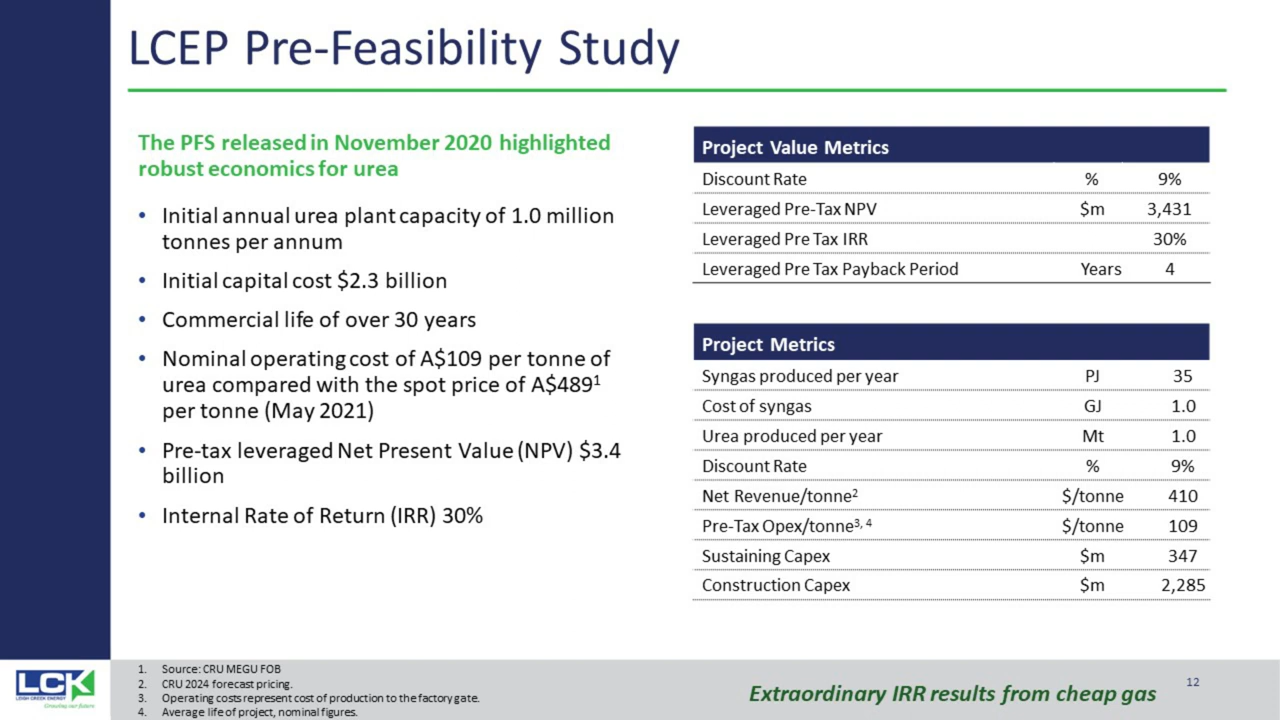 LCEP Pre-Feasibility Study
The PFS released in November 2020 highlighted
robust economics for urea
• Initial annual urea plant capacity of 1.0 million
tonnes per annum
• Initial capital cost $2.3 billion
• Commercial life of over 30 years
• Nominal operating cost of A$109 per tonne of
urea compared with the spot price of A$489¹
per tonne (May 2021)
• Pre-tax leveraged Net Present Value (NPV) $3.4
billion
• Internal Rate of Return (IRR) 30%
Project Value Metrics
Discount Rate % 9%
Leveraged Pre-Tax NPV $m 3,431
Leveraged Pre Tax IRR 30%
Leveraged Pre Tax Payback Period Years 4
Project Metrics
Syngas produced per year PJ 35
Cost of syngas GJ 1.0
Urea produced per year Mt 1.0
Discount Rate % 9%
Net Revenue/tonne² $/tonne 410
Pre-Tax Opex/tonne³, ⁴ $/tonne 109
Sustaining Capex $m 347
Construction Capex $m 2,285
LCK
LEIGH CREEK ENERGY
Growing our future
1. Source: CRU MEGU FOB
2. CRU 2024 forecast pricing.
3. Operating costs represent cost of production to the factory gate.
4. Average life of project, nominal figures.
Extraordinary IRR results from cheap gas
12